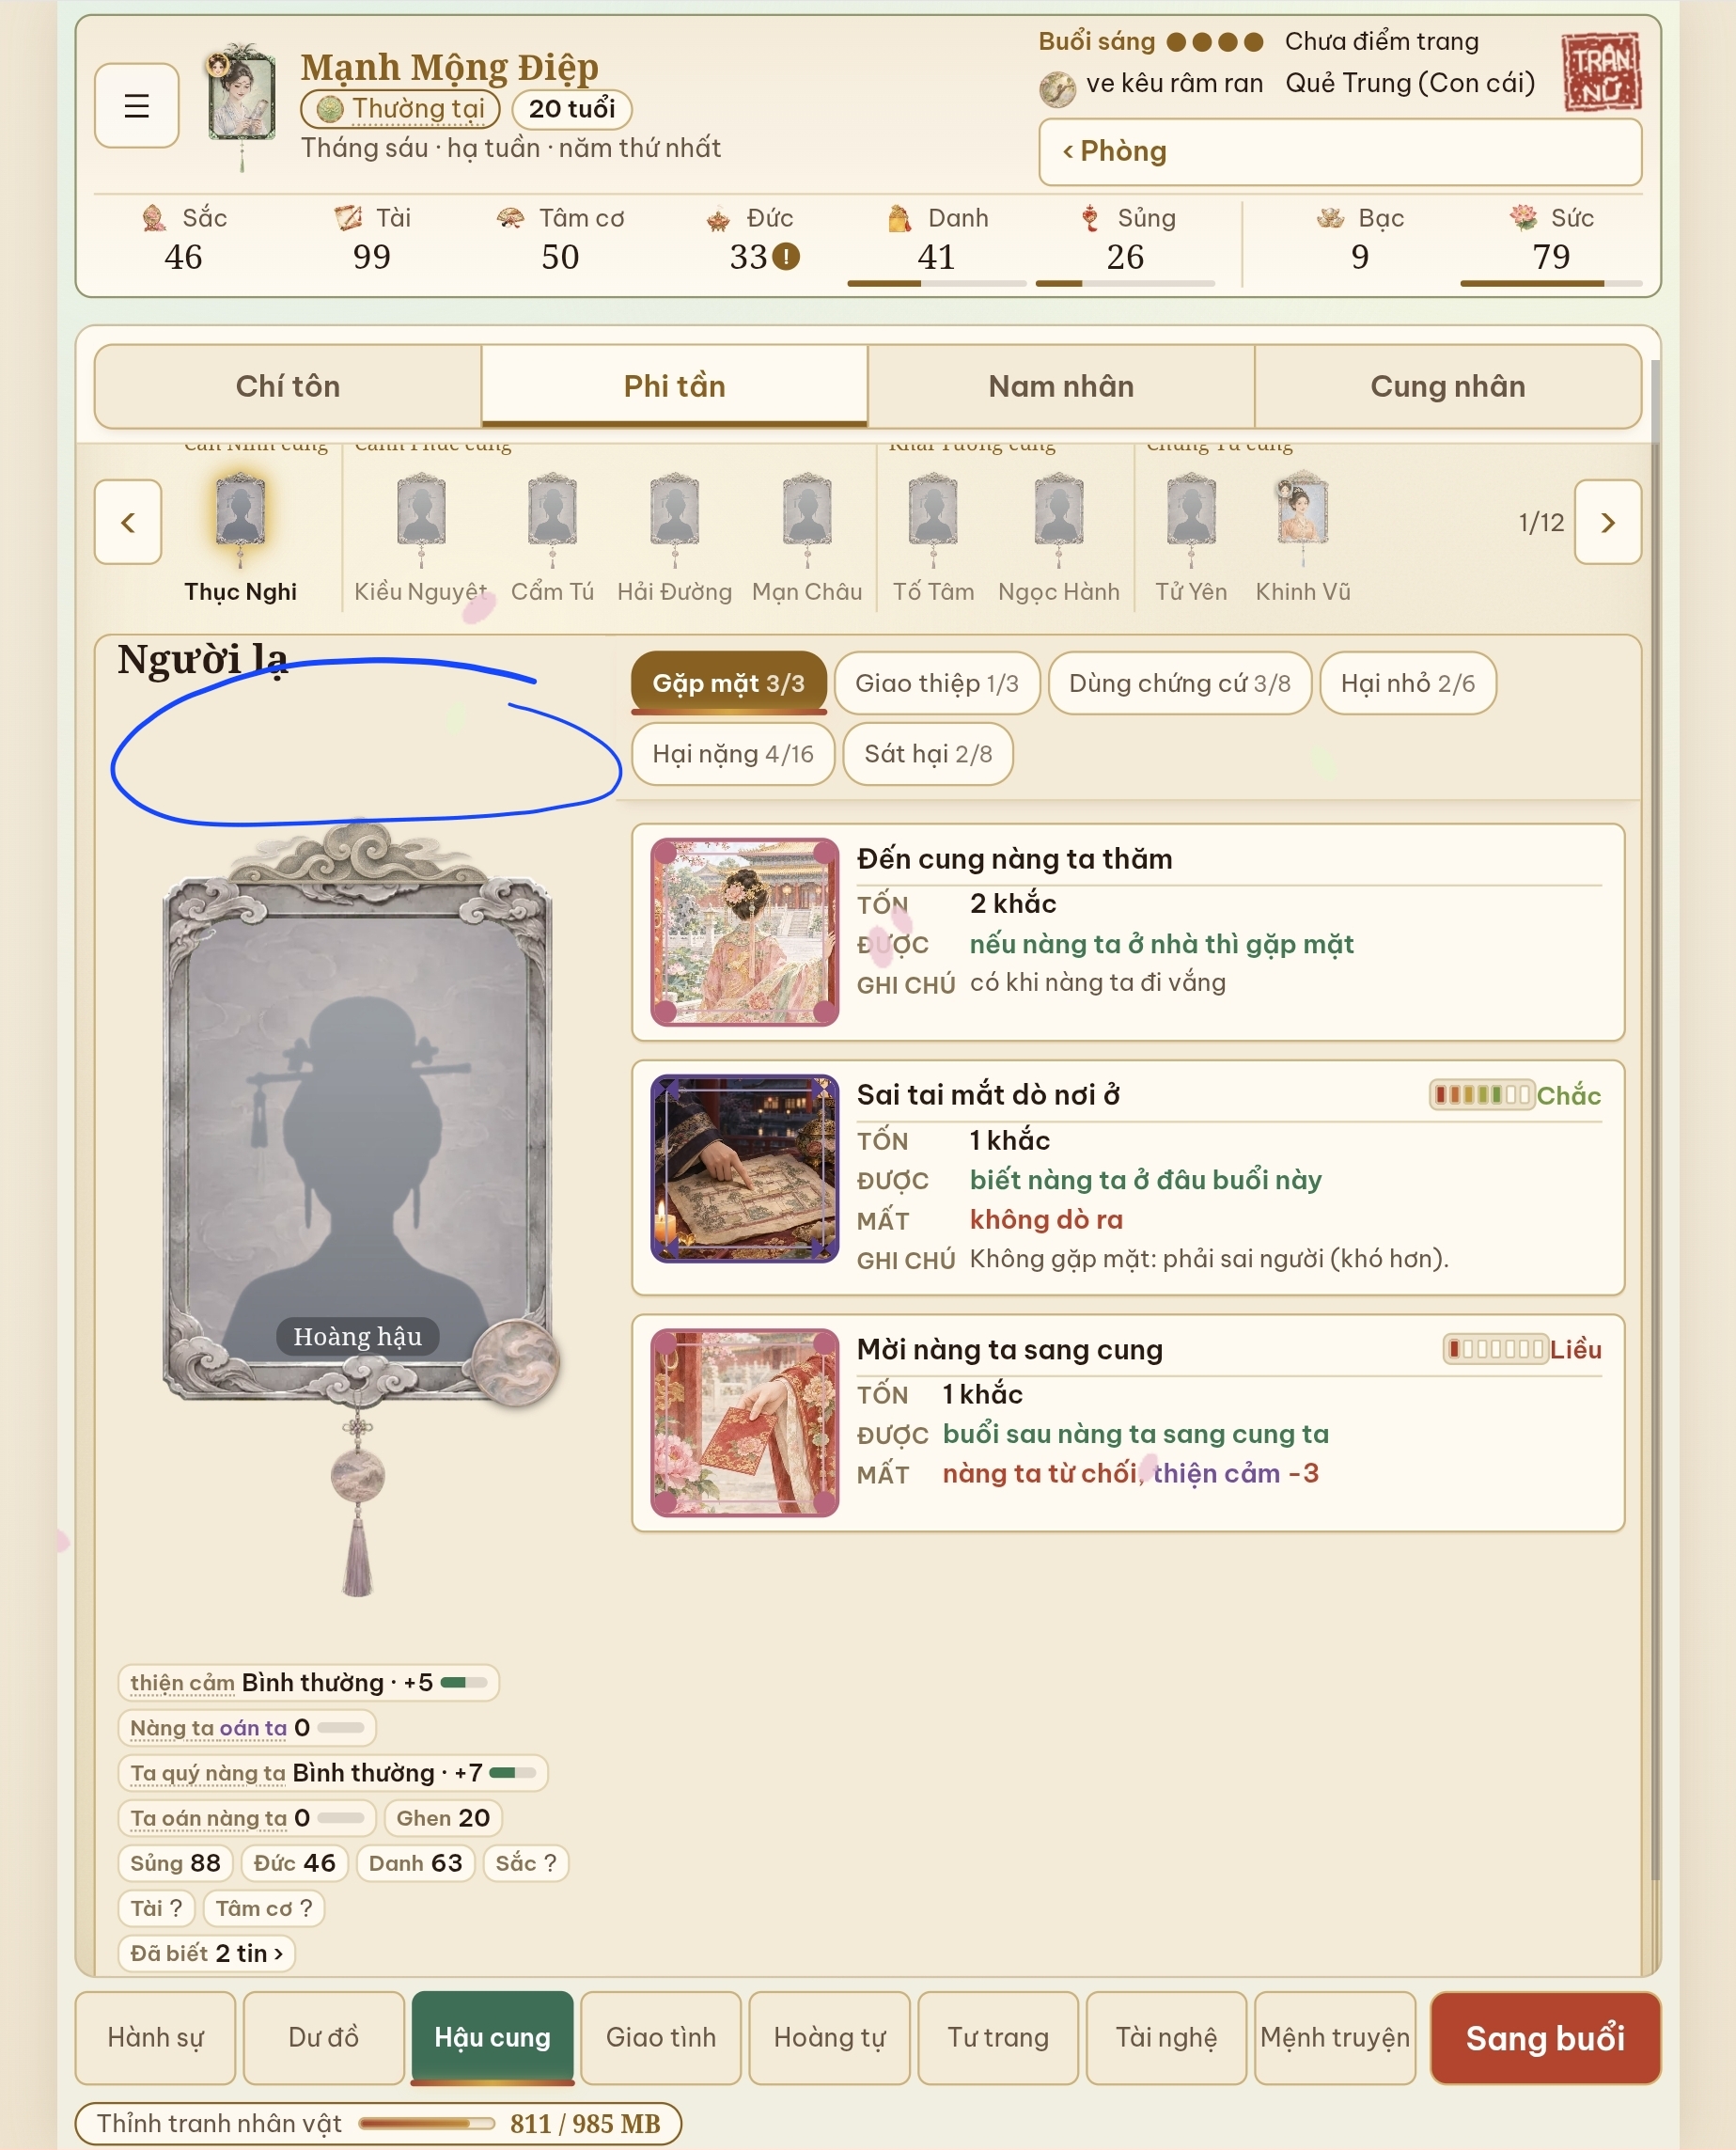 ☰
Mạnh Mộng Điệp
Thường tại
20 tuổi
Tháng sáu · hạ tuần · năm thứ nhất
Buổi sáng
Chưa điểm trang
ve kêu râm ran
Quẻ Trung (Con cái)
TRÂN NỮ
‹ Phòng
Sắc
46
Tài
99
Tâm cơ
50
Đức
33 !
Danh
41
Sủng
26
Bạc
9
Sức
79
Chí tôn
Phi tần
Nam nhân
Cung nhân
Thục Nghi
Kiều Nguyệt
Cẩm Tú
Hải Đường
Mạn Châu
Tố Tâm
Ngọc Hành
Tử Yên
Khinh Vũ
1/12
Người lạ
Hoàng hậu
thiện cảm Bình thường · +5
Nàng ta oán ta 0
Ta quý nàng ta Bình thường · +7
Ta oán nàng ta 0
Ghen 20
Sủng 88
Đức 46
Danh 63
Sắc ?
Tài ?
Tâm cơ ?
Đã biết 2 tin ›
Gặp mặt 3/3
Giao thiệp 1/3
Dùng chứng cứ 3/8
Hại nhỏ 2/6
Hại nặng 4/16
Sát hại 2/8
Đến cung nàng ta thăm
TỐN 2 khắc
ĐƯỢC nếu nàng ta ở nhà thì gặp mặt
GHI CHÚ có khi nàng ta đi vắng
Sai tai mắt dò nơi ở
Chắc
TỐN 1 khắc
ĐƯỢC biết nàng ta ở đâu buổi này
MẤT không dò ra
GHI CHÚ Không gặp mặt: phải sai người (khó hơn).
Mời nàng ta sang cung
Liều
TỐN 1 khắc
ĐƯỢC buổi sau nàng ta sang cung ta
MẤT nàng ta từ chối, thiện cảm -3
Hành sự
Dư đồ
Hậu cung
Giao tình
Hoàng tự
Tư trang
Tài nghệ
Mệnh truyện
Sang buổi
Thỉnh tranh nhân vật
811 / 985 MB